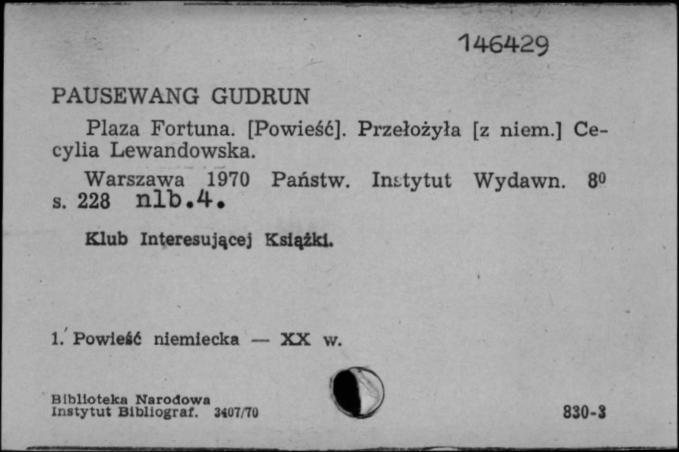 146429
PAUSEWANG GUDRUN
Plaza Fortuna. [Powieść]. Przełożyła [z niem.] Ce-
cylia Lewandowska.
Warszawa 1970 Państw. Instytut Wydawn. 8⁰
s. 228 nlb.4.
Klub Interesującej Książki.
1. Powieść niemiecka — XX w.
Biblioteka Narodowa
Instytut Bibliograf. 3407/70
830-3